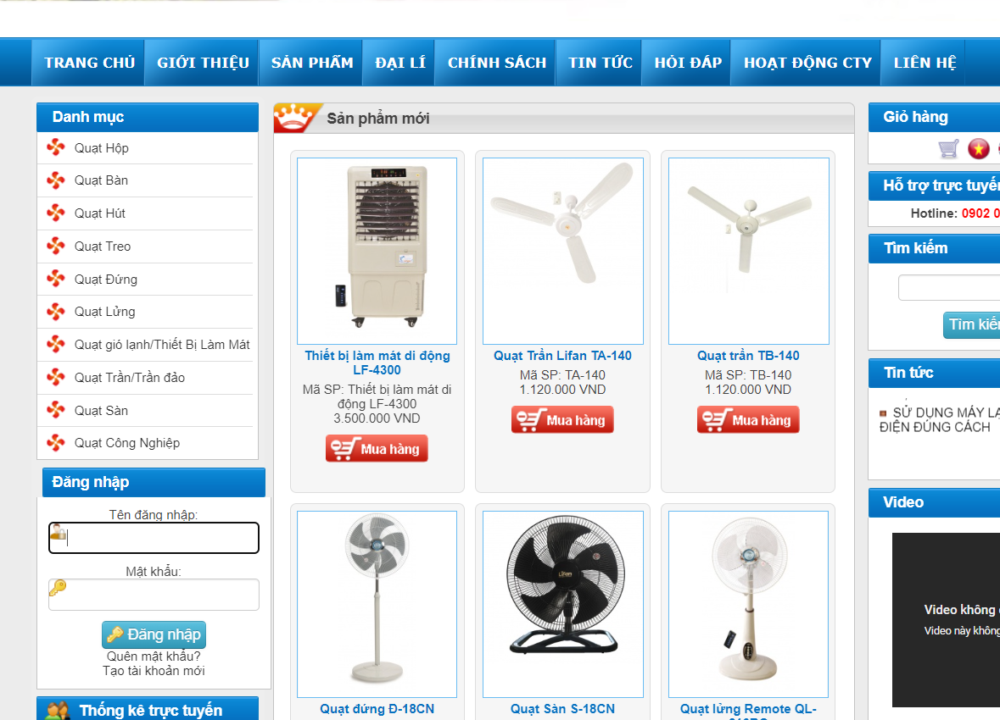 TRANG CHỦ GIỚI THIỆU SẢN PHẨM ĐẠI LÍ CHÍNH SÁCH TIN TỨC HỎI ĐÁP HOẠT ĐỘNG CTY LIÊN HỆ
Danh mục
Quạt Hộp
Quạt Bàn
Quạt Hút
Quạt Treo
Quạt Đứng
Quạt Lửng
Quạt gió lạnh/Thiết Bị Làm Mát
Quạt Trần/Trần đảo
Quạt Sàn
Quạt Công Nghiệp
Đăng nhập
Tên đăng nhập:
Mật khẩu:
Đăng nhập
Quên mật khẩu?
Tạo tài khoản mới
Thống kê trực tuyến
Sản phẩm mới
Thiết bị làm mát di động
LF-4300
Mã SP: Thiết bị làm mát di
động LF-4300
3.500.000 VND
Mua hàng
Quạt Trần Lifan TA-140
Mã SP: TA-140
1.120.000 VND
Mua hàng
Quạt trần TB-140
Mã SP: TB-140
1.120.000 VND
Mua hàng
Lifan
Quạt đứng Đ-18CN
Quạt Sàn S-18CN
Quạt lửng Remote QL-
Giỏ hàng
Hỗ trợ trực tuyến
Hotline: 0902 0
Tìm kiếm
Tìm kiếm
Tin tức
SỬ DỤNG MÁY LẠ
ĐIỆN ĐÚNG CÁCH
Video
Video không
Video này không